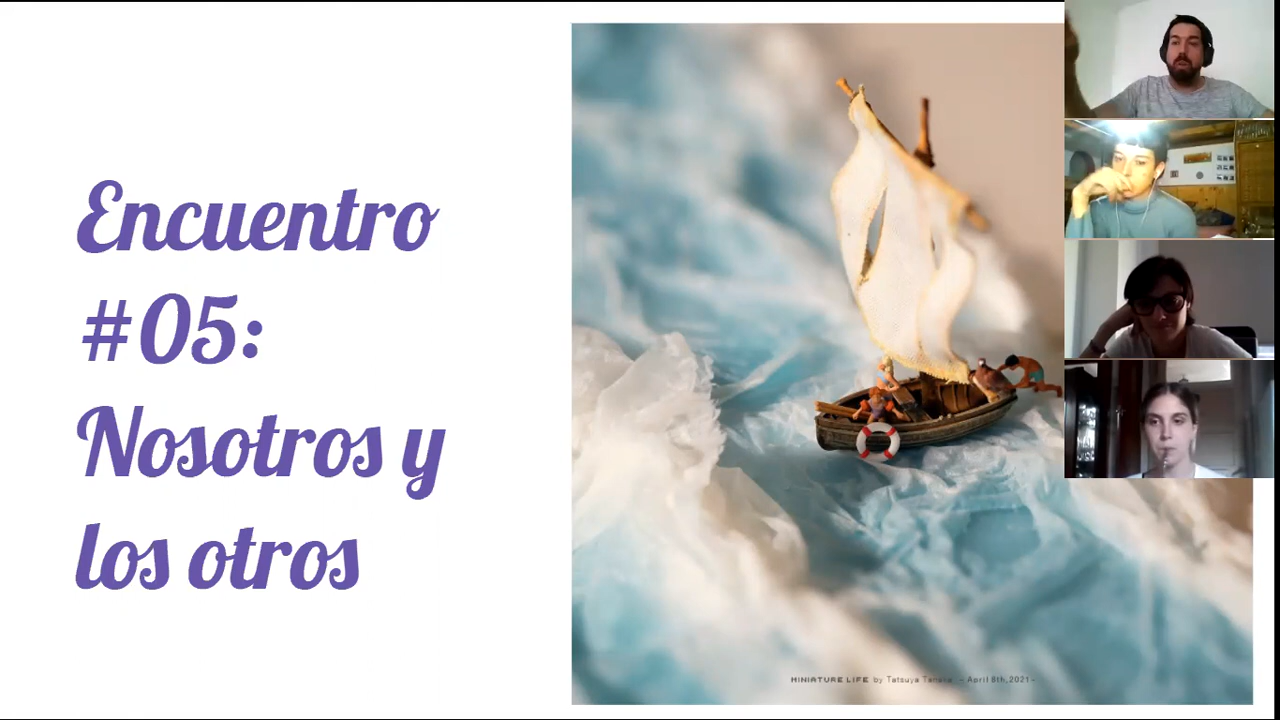 Encuentro
#05:
Nosotros y
los otros
MINIATURE LIFE by Tatsuya Tanaka - April 8th,2021-